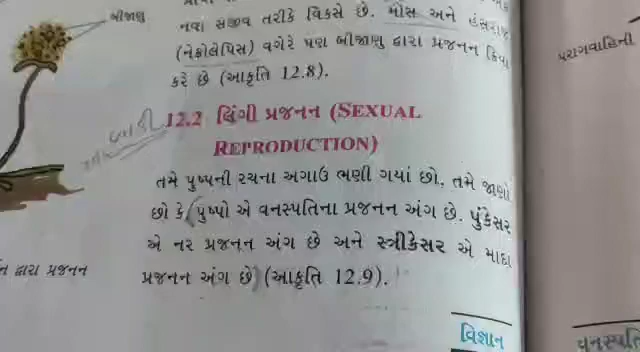 બીજાણુ
નવા સજીવ તરીકે વિકસે છે. મોસ અને હંસરાજ
(નેફ્રોલેપિસ) વગેરે પણ બીજાણુ દ્વારા પ્રજનન ક્રિયા
કરે છે (આકૃતિ 12.8).
12.2 લિંગી પ્રજનન (SEXUAL
REPRODUCTION)
તમે પુષ્પની રચના અગાઉ ભણી ગયાં છો. તમે જાણો
છો કે, પુષ્પો એ વનસ્પતિના પ્રજનન અંગ છે. પુંકેસર
એ નર પ્રજનન અંગ છે અને સ્ત્રીકેસર એ માદા
પ્રજનન અંગ છે (આકૃતિ 12.9).
દ્વારા પ્રજનન
વિજ્ઞાન
પરાગવાહિની
વનસ્પતિ